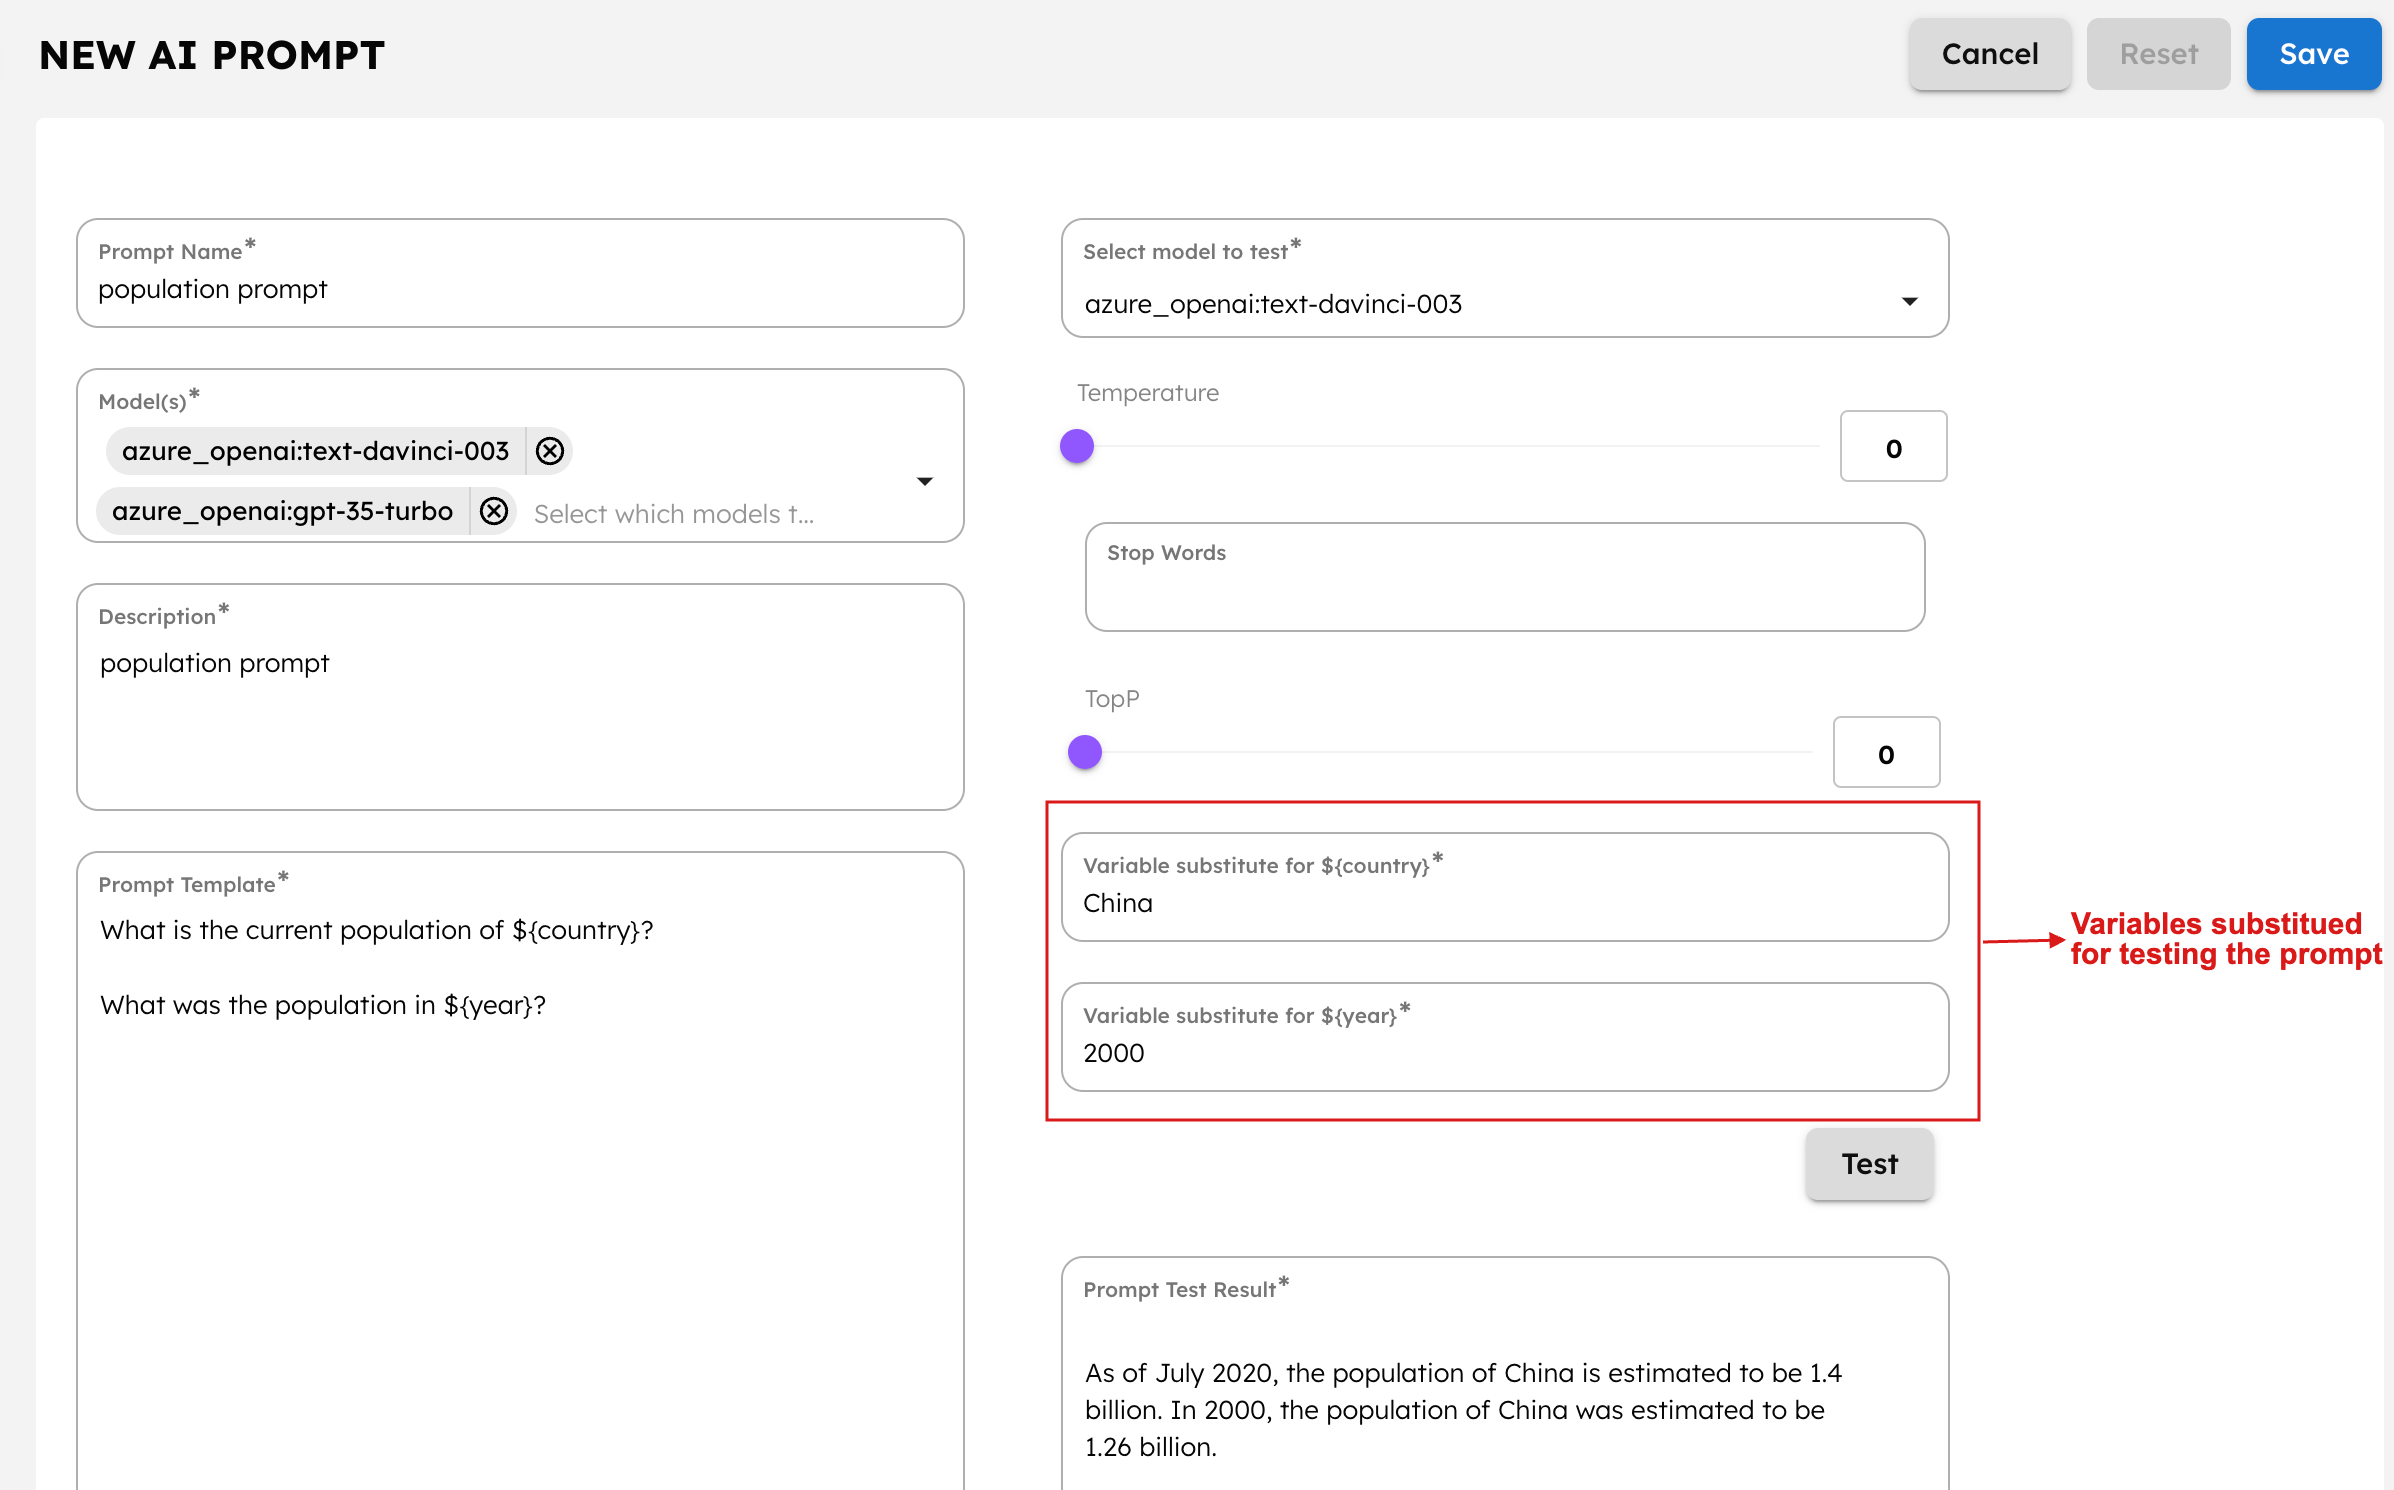 NEW AI PROMPT
Cancel
Reset
Save
Prompt Name*
population prompt
Model(s)*
azure_openai:text-davinci-003
azure_openai:gpt-35-turbo
Select which models t...
Description*
population prompt
Prompt Template*
What is the current population of ${country}?
What was the population in ${year}?
Select model to test*
azure_openai:text-davinci-003
Temperature
0
Stop Words
TopP
0
Variable substitute for ${country}*
China
Variable substitute for ${year}*
2000
Variables substitued
for testing the prompt
Test
Prompt Test Result*
As of July 2020, the population of China is estimated to be 1.4
billion. In 2000, the population of China was estimated to be
1.26 billion.